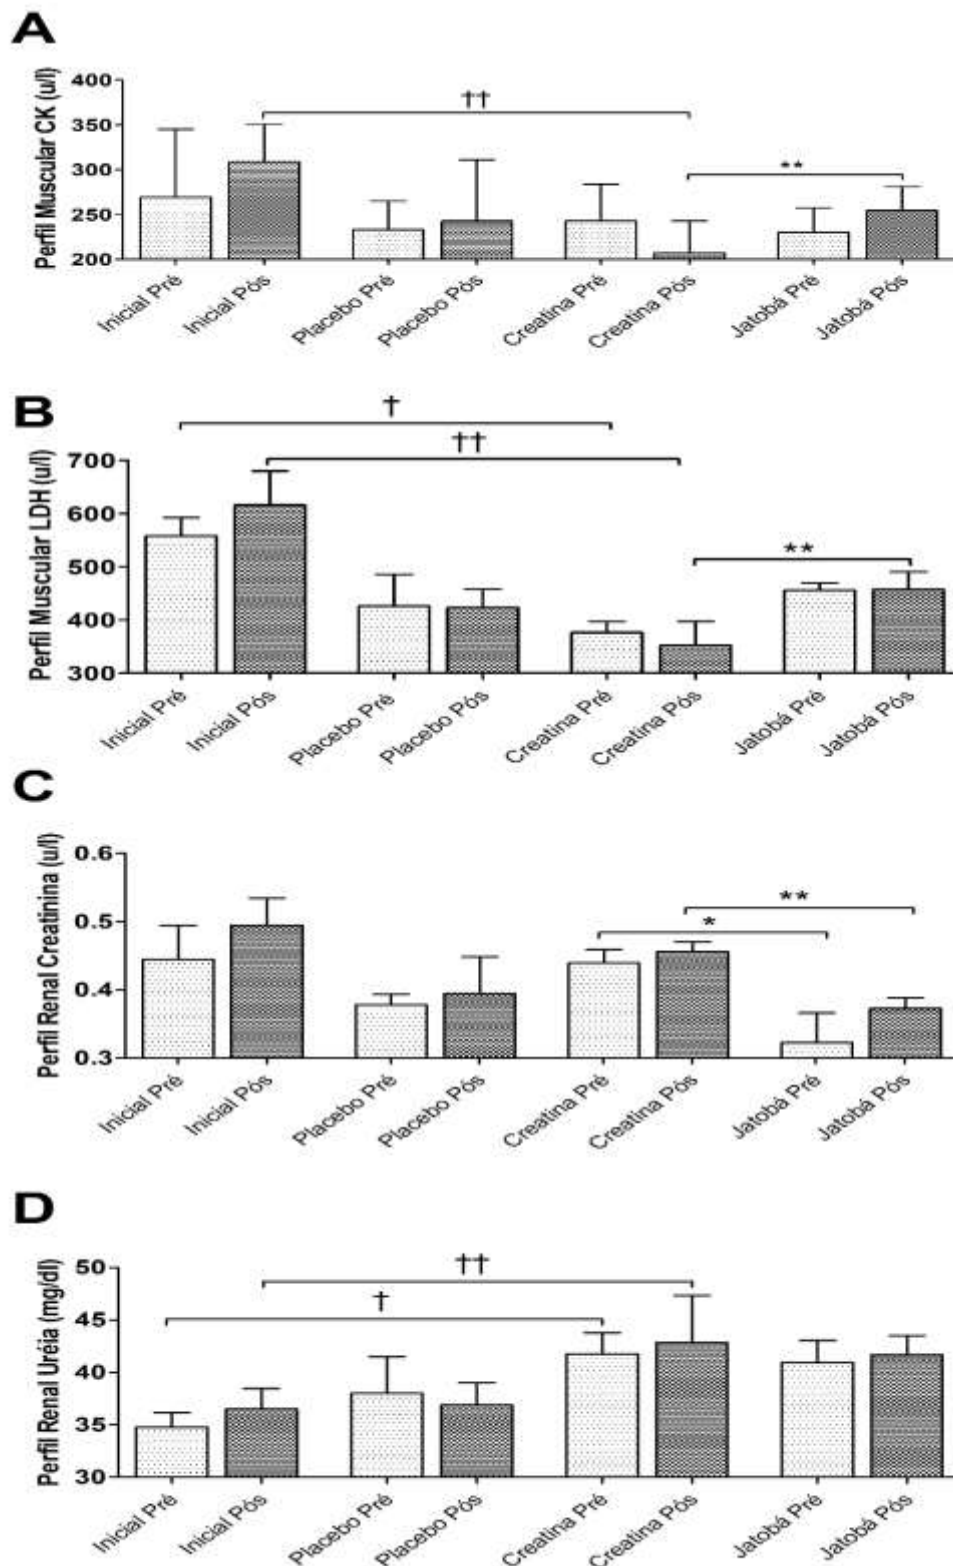 A
Perfil Muscular CK (u/l)
400
350
300
250
200
††
**
Inicial Pré
Inicial Pós
Placebo Pré
Placebo Pós
Creatina Pré
Creatina Pós
Jatobá Pré
Jatobá Pós
B
Perfil Muscular LDH (u/l)
700
600
500
400
300
†
††
**
Inicial Pré
Inicial Pós
Placebo Pré
Placebo Pós
Creatina Pré
Creatina Pós
Jatobá Pré
Jatobá Pós
C
Perfil Renal Creatinina (u/l)
0.6
0.5
0.4
0.3
**
*
Inicial Pré
Inicial Pós
Placebo Pré
Placebo Pós
Creatina Pré
Creatina Pós
Jatobá Pré
Jatobá Pós
D
Perfil Renal Uréia (mg/dl)
50
45
40
35
30
††
†
Inicial Pré
Inicial Pós
Placebo Pré
Placebo Pós
Creatina Pré
Creatina Pós
Jatobá Pré
Jatobá Pós